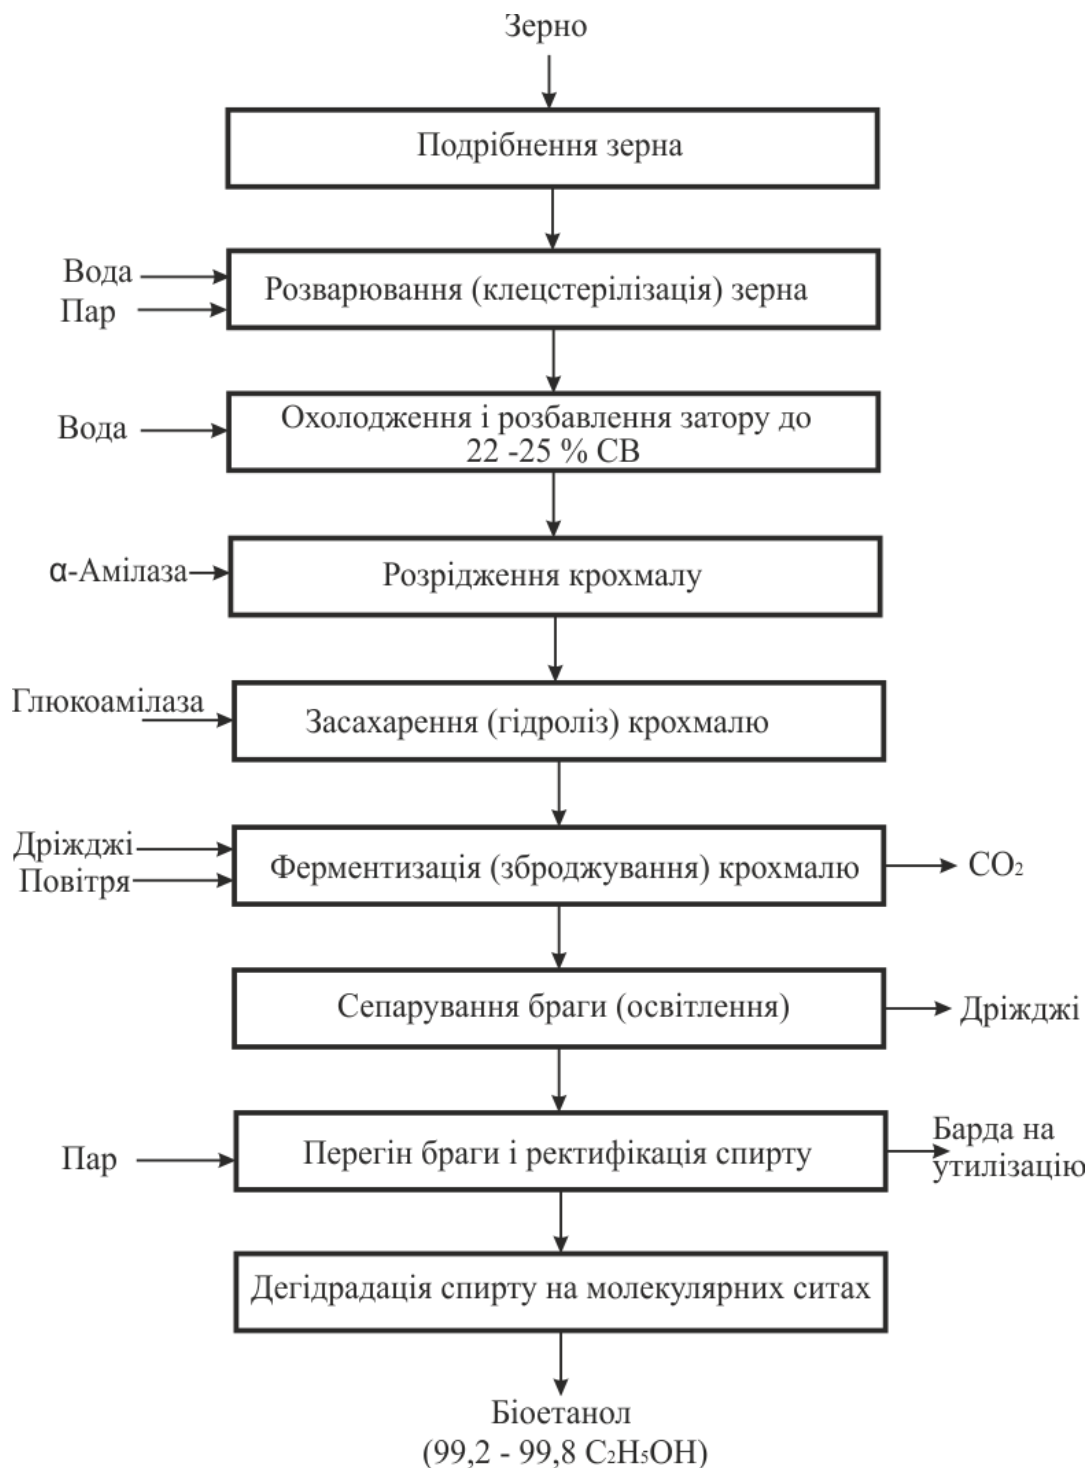 Зерно
Подрібнення зерна
Вода
Пар
Розварювання (клецстерілізація) зерна
Вода
Охолодження і розбавлення затору до
22 -25 % СВ
α-Амілаза
Розрідження крохмалу
Глюкоамілаза
Засахарення (гідроліз) крохмалю
Дріжджі
Повітря
Ферментизація (зброджування) крохмалю
CO₂
Сепарування браги (освітлення)
Дріжджі
Пар
Перегін браги і ректифікація спирту
Барда на
утилізацію
Дегідрадація спирту на молекулярних ситах
Біоетанол
(99,2 - 99,8 C₂H₅OH)